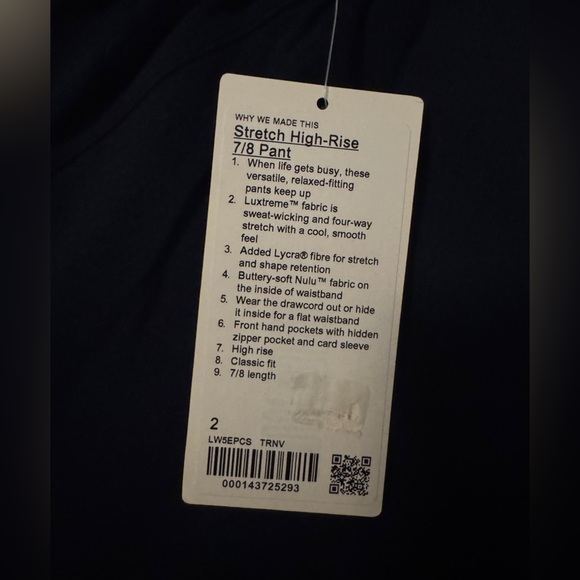 WHY WE MADE THIS
Stretch High-Rise
7/8 Pant
1. When life gets busy, these
versatile, relaxed-fitting
pants keep up
2. Luxtreme™ fabric is
sweat-wicking and four-way
stretch with a cool, smooth
feel
3. Added Lycra® fibre for stretch
and shape retention
4. Buttery-soft Nulu™ fabric on
the inside of waistband
5. Wear the drawcord out or hide
it inside for a flat waistband
6. Front hand pockets with hidden
zipper pocket and card sleeve
7. High rise
8. Classic fit
9. 7/8 length
2
LW5EPCS TRNV
000143725293